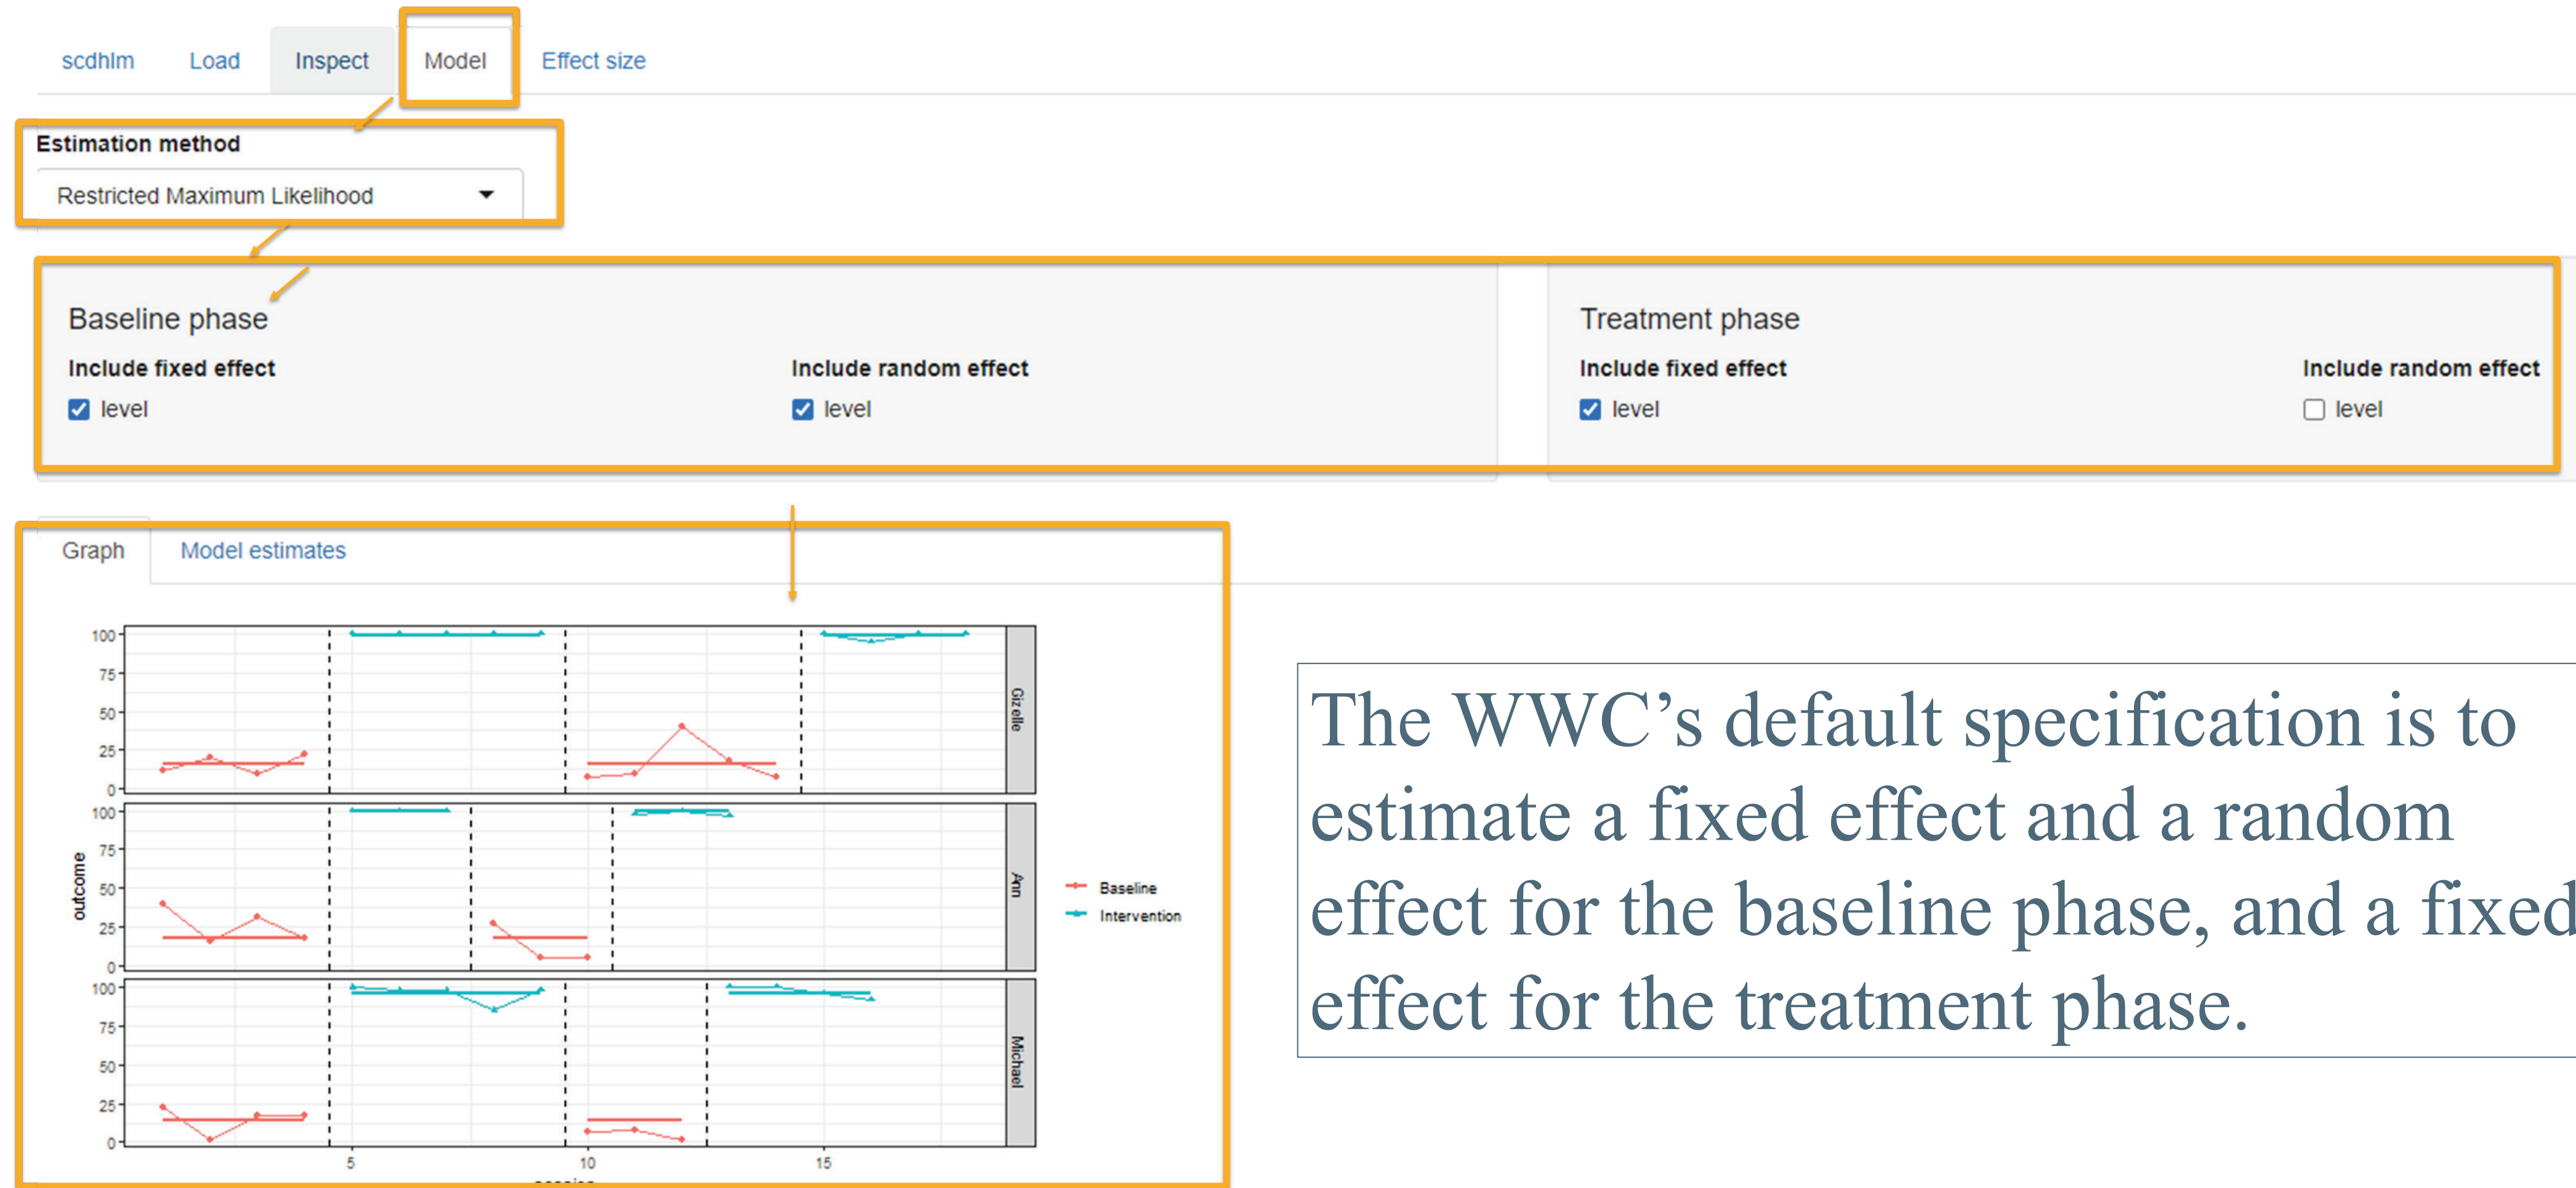 scdhlm Load Inspect Model Effect size
Estimation method
Restricted Maximum Likelihood
Baseline phase
Include fixed effect Include random effect
level level
Treatment phase
Include fixed effect Include random effect
level level
Graph Model estimates
100
75
50
25
0
Gizelle
100
75
50
25
0
Ann
100
75
50
25
0
Michael
outcome
5 10 15
Baseline
Intervention
The WWC’s default specification is to
estimate a fixed effect and a random
effect for the baseline phase, and a fixed
effect for the treatment phase.